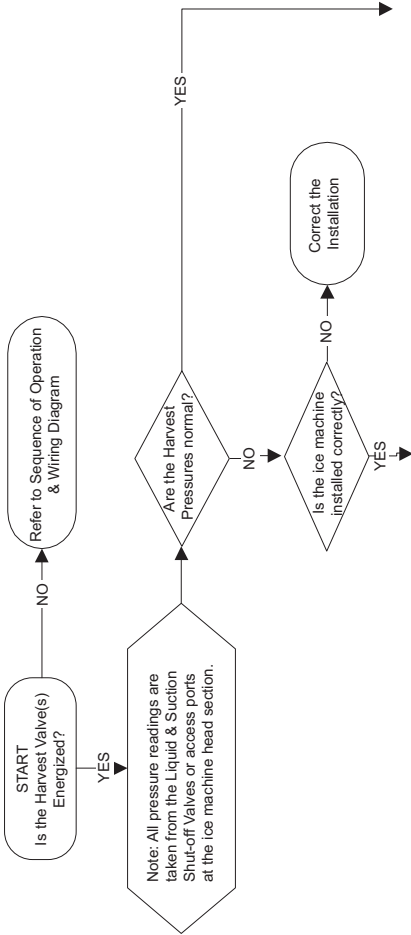 START
Is the Harvest Valve(s)
Energized?
NO
Refer to Sequence of Operation
& Wiring Diagram
YES
Note: All pressure readings are
taken from the Liquid & Suction
Shut-off Valves or access ports
at the ice machine head section.
Are the Harvest
Pressures normal?
YES
NO
Is the ice machine
installed correctly?
NO
Correct the
Installation
YES